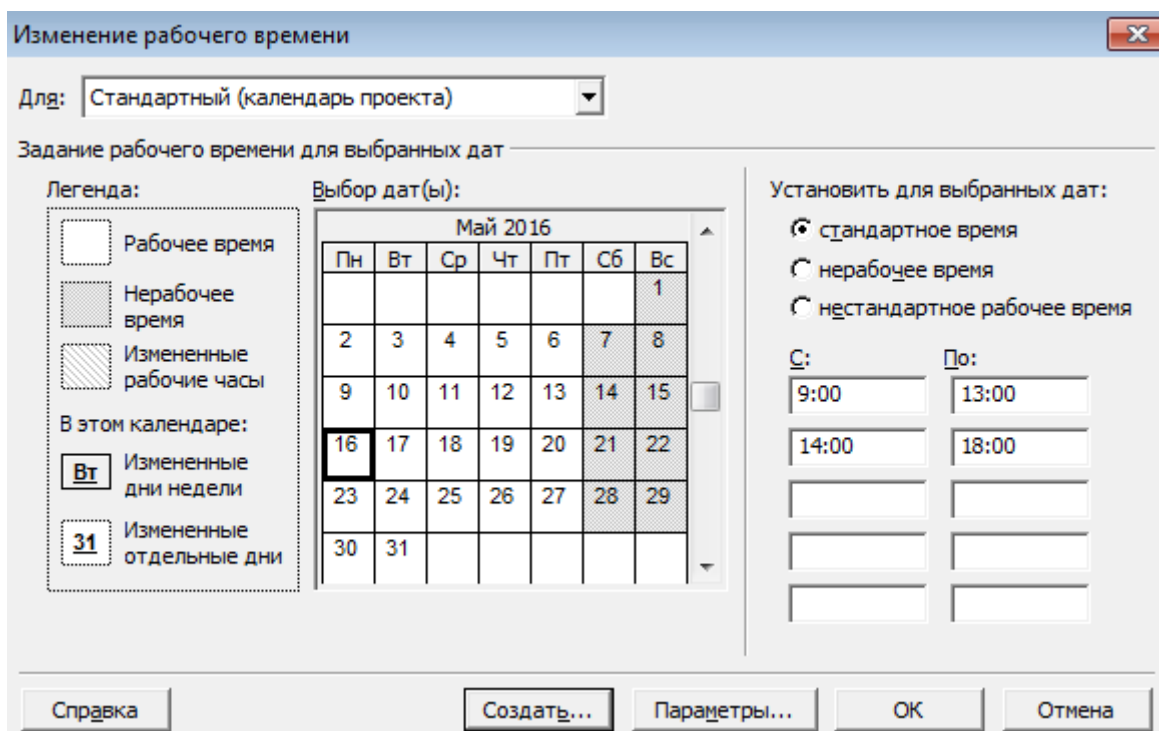 Изменение рабочего времени
Для: Стандартный (календарь проекта)
Задание рабочего времени для выбранных дат
Легенда:
Рабочее время
Нерабочее
время
Измененные
рабочие часы
В этом календаре:
Вт Измененные
дни недели
31 Измененные
отдельные дни
Выбор дат(ы):
Май 2016
Пн Вт Ср Чт Пт Сб Вс
1
2 3 4 5 6 7 8
9 10 11 12 13 14 15
16 17 18 19 20 21 22
23 24 25 26 27 28 29
30 31
Установить для выбранных дат:
стандартное время
нерабочее время
нестандартное рабочее время
С: По:
9:00 13:00
14:00 18:00
Справка Создать... Параметры... ОК Отмена